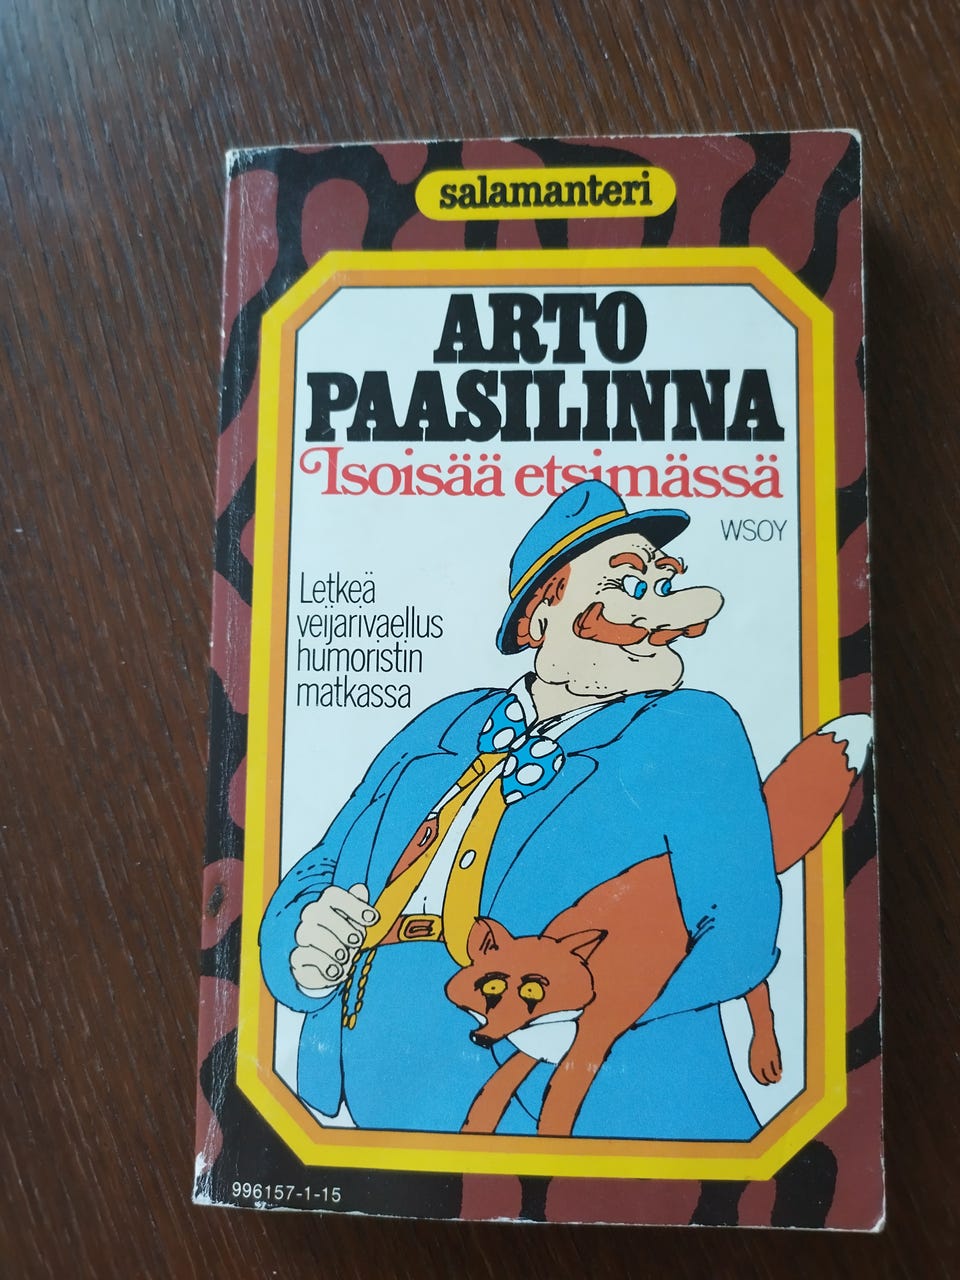 salamanteri
ARTO
PAASILINNA
Isoisää etsimässä
WSOY
Letkeä
veijarivaellus
humoristin
matkassa
996157-1-15